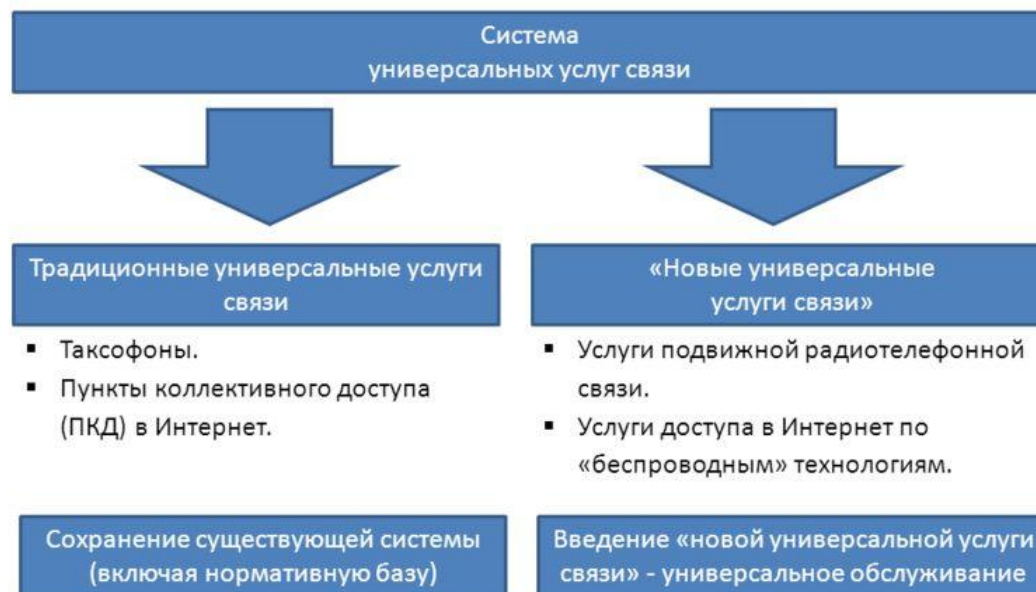 Система
универсальных услуг связи
Традиционные универсальные услуги
связи
▪ Таксофоны.
▪ Пункты коллективного доступа
(ПКД) в Интернет.
Сохранение существующей системы
(включая нормативную базу)
«Новые универсальные
услуги связи»
▪ Услуги подвижной радиотелефонной
связи.
▪ Услуги доступа в Интернет по
«беспроводным» технологиям.
Введение «новой универсальной услуги
связи» - универсальное обслуживание